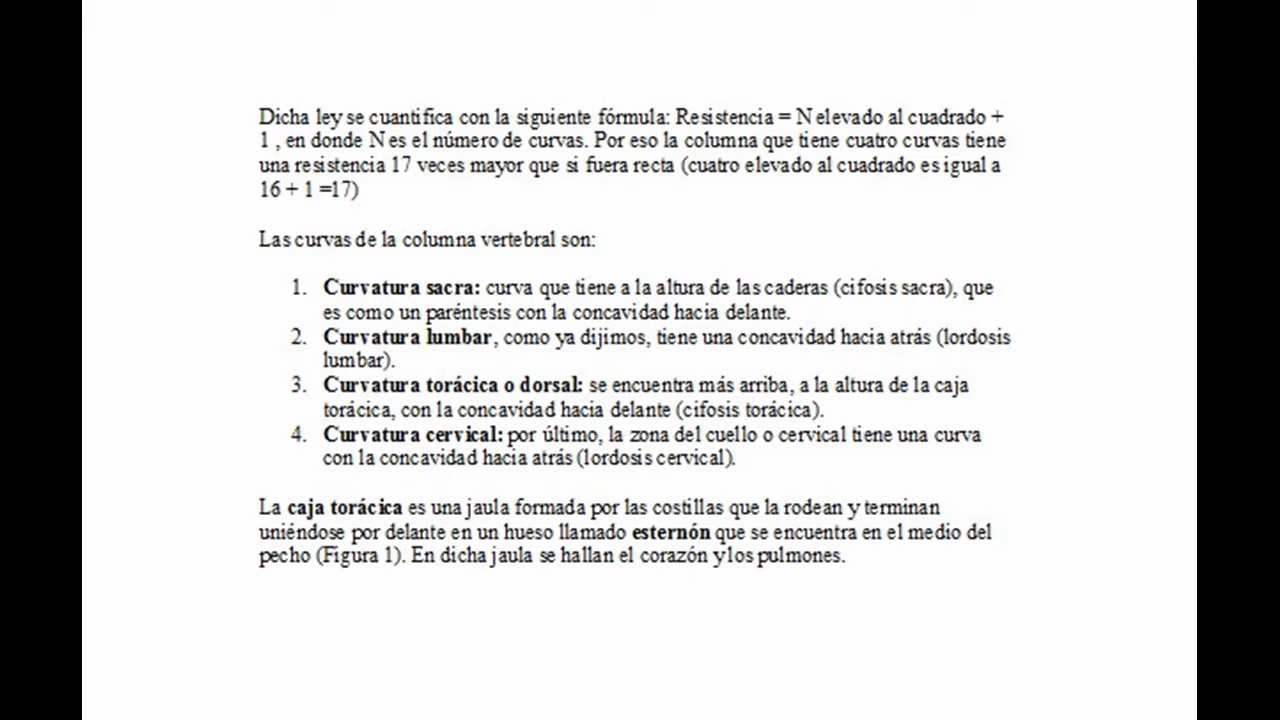 Dicha ley se cuantifica con la siguiente fórmula: Resistencia = N elevado al cuadrado +
1 , en donde N es el número de curvas. Por eso la columna que tiene cuatro curvas tiene
una resistencia 17 veces mayor que si fuera recta (cuatro elevado al cuadrado es igual a
16 + 1 =17)
Las curvas de la columna vertebral son:
1. Curvatura sacra: curva que tiene a la altura de las caderas (cifosis sacra), que
es como un paréntesis con la concavidad hacia delante.
2. Curvatura lumbar, como ya dijimos, tiene una concavidad hacia atrás (lordosis
lumbar).
3. Curvatura torácica o dorsal: se encuentra más arriba, a la altura de la caja
torácica, con la concavidad hacia delante (cifosis torácica).
4. Curvatura cervical: por último, la zona del cuello o cervical tiene una curva
con la concavidad hacia atrás (lordosis cervical).
La caja torácica es una jaula formada por las costillas que la rodean y terminan
uniéndose por delante en un hueso llamado esternón que se encuentra en el medio del
pecho (Figura 1). En dicha jaula se hallan el corazón y los pulmones.